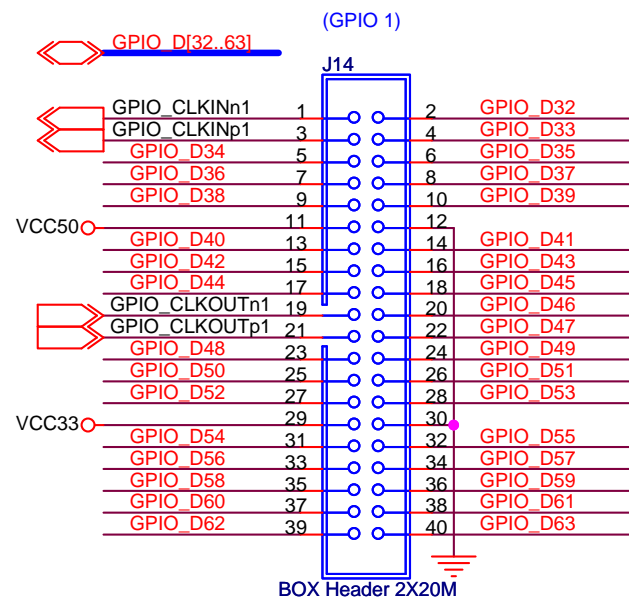 (GPIO 1)
GPIO_D[32..63]
J14
GPIO_CLKINn1 1 2 GPIO_D32
GPIO_CLKINp1 3 4 GPIO_D33
GPIO_D34 5 6 GPIO_D35
GPIO_D36 7 8 GPIO_D37
GPIO_D38 9 10 GPIO_D39
VCC50 11 12
GPIO_D40 13 14 GPIO_D41
GPIO_D42 15 16 GPIO_D43
GPIO_D44 17 18 GPIO_D45
GPIO_CLKOUTn1 19 20 GPIO_D46
GPIO_CLKOUTp1 21 22 GPIO_D47
GPIO_D48 23 24 GPIO_D49
GPIO_D50 25 26 GPIO_D51
GPIO_D52 27 28 GPIO_D53
VCC33 29 30
GPIO_D54 31 32 GPIO_D55
GPIO_D56 33 34 GPIO_D57
GPIO_D58 35 36 GPIO_D59
GPIO_D60 37 38 GPIO_D61
GPIO_D62 39 40 GPIO_D63
BOX Header 2X20M